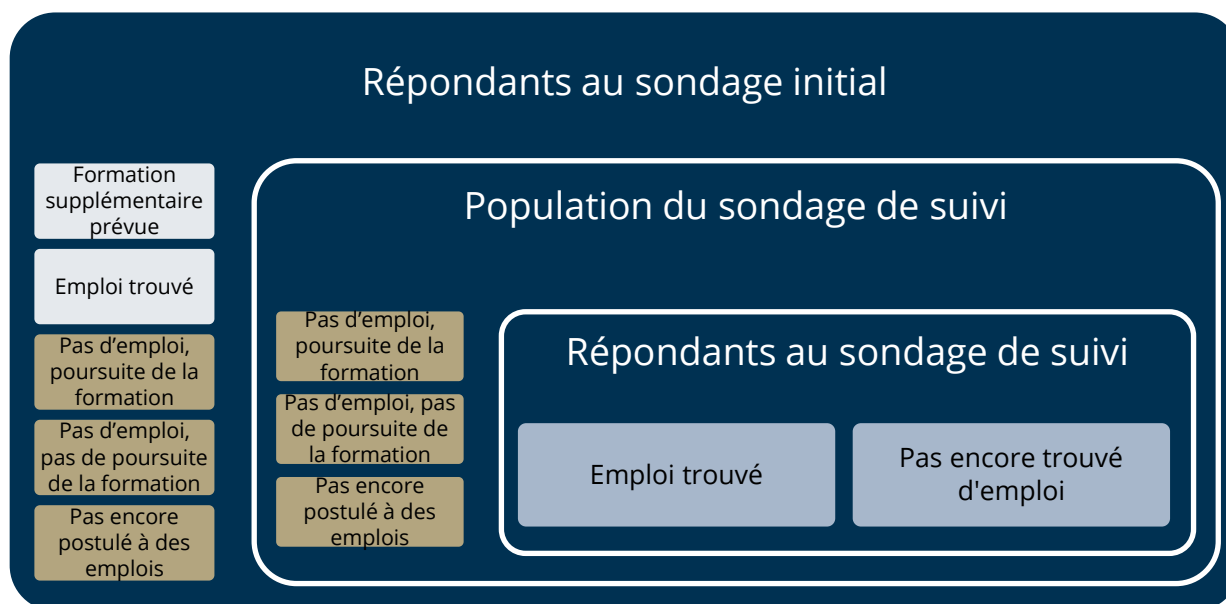 Répondants au sondage initial
Formation
supplémentaire
prévue
Emploi trouvé
Pas d’emploi,
poursuite de la
formation
Pas d’emploi,
pas de poursuite
de la formation
Pas encore
postulé à des
emplois
Population du sondage de suivi
Pas d’emploi,
poursuite de la
formation
Pas d’emploi, pas
de poursuite de
la formation
Pas encore
postulé à des
emplois
Répondants au sondage de suivi
Emploi trouvé
Pas encore trouvé
d'emploi